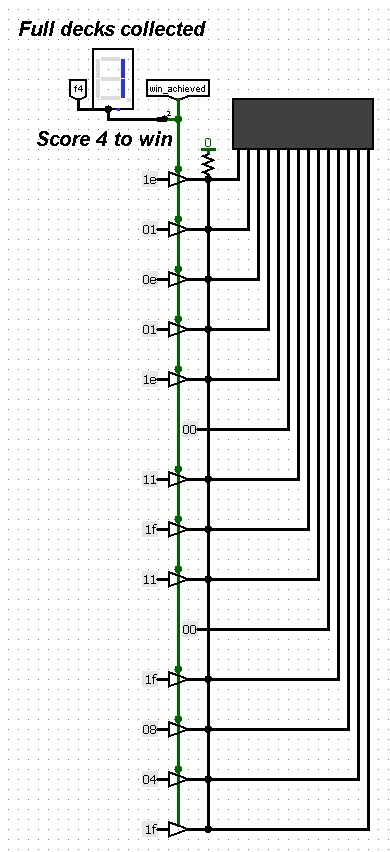 Full decks collected
f4
win_achieved
2
Score 4 to win
0
1e
01
0e
01
1e
00
11
1f
11
00
1f
08
04
1f